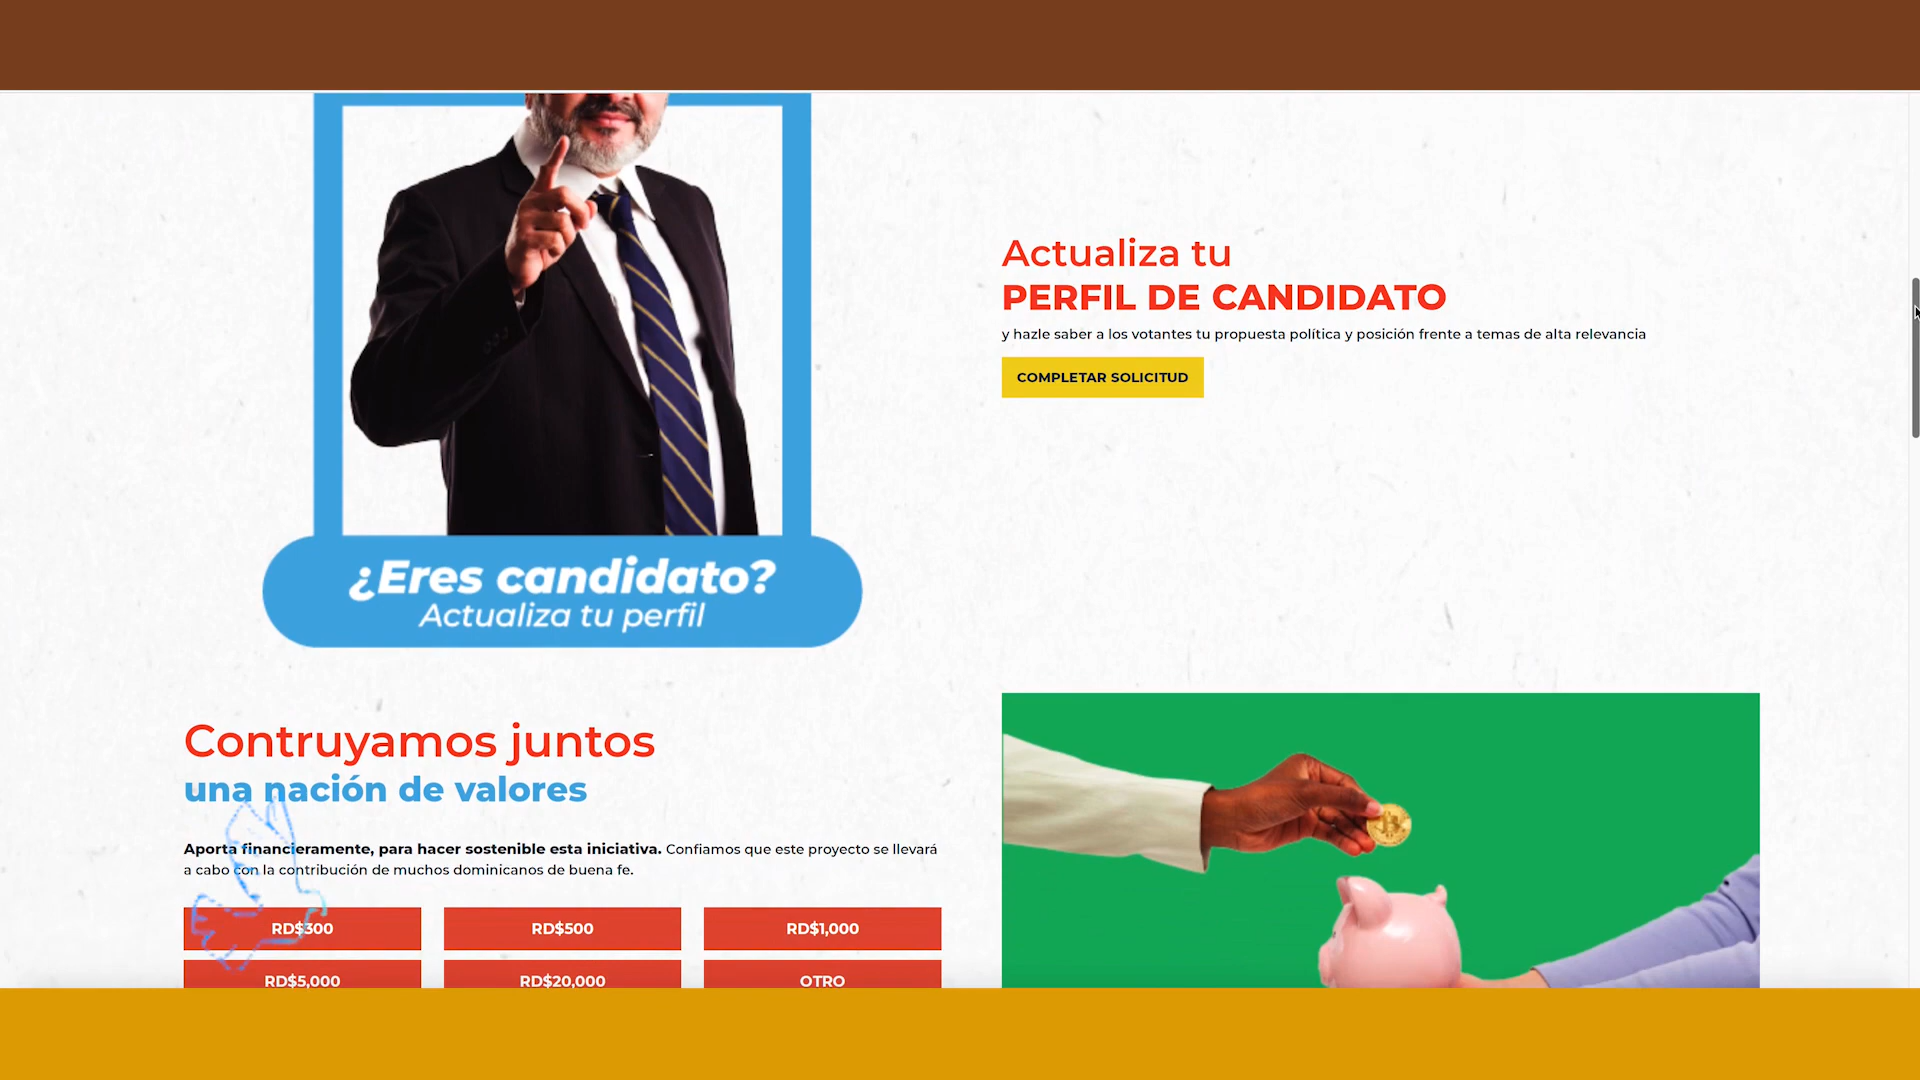 Actualiza tu
PERFIL DE CANDIDATO
y hazle saber a los votantes tu propuesta política y posición frente a temas de alta relevancia
COMPLETAR SOLICITUD
¿Eres candidato?
Actualiza tu perfil
Contruyamos juntos
una nación de valores
Aporta financieramente, para hacer sostenible esta iniciativa. Confiamos que este proyecto se llevará
a cabo con la contribución de muchos dominicanos de buena fe.
RD$300 RD$500 RD$1,000
RD$5,000 RD$20,000 OTRO